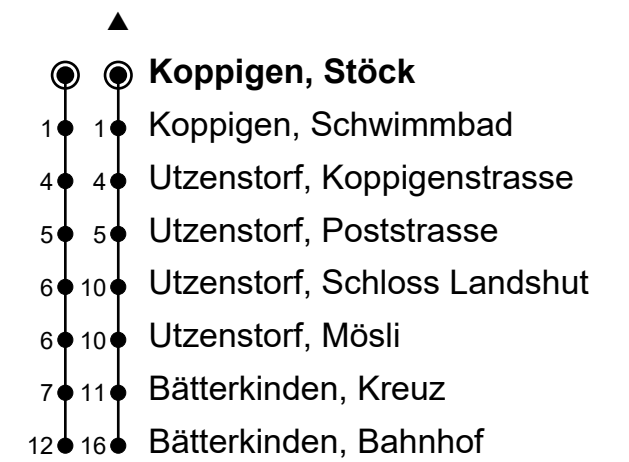 ▲
Koppigen, Stöck
1 1 Koppigen, Schwimmbad
4 4 Utzenstorf, Koppigenstrasse
5 5 Utzenstorf, Poststrasse
6 10 Utzenstorf, Schloss Landshut
6 10 Utzenstorf, Mösli
7 11 Bätterkinden, Kreuz
12 16 Bätterkinden, Bahnhof